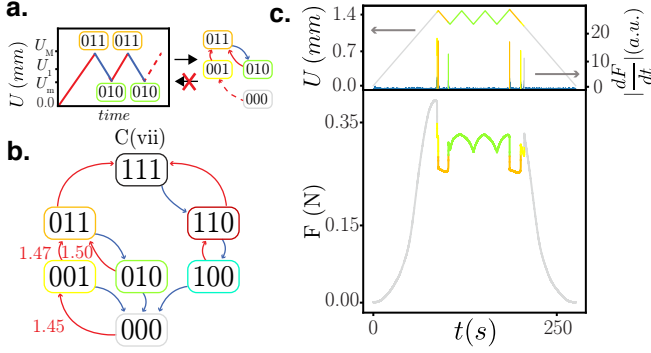 a.
011 011
U (mm)
U_M
U_1
U_m
0.0
010 010
time
011
001 010
000
C(vii)
b.
111
011 110
1.47 1.50
001 010 100
1.45
000
c.
U (mm)
1.4
0.7
0.0
20
10
0
|dF/dt| (a.u.)
F (N)
0.35
0.15
0.00
0 250
t(s)